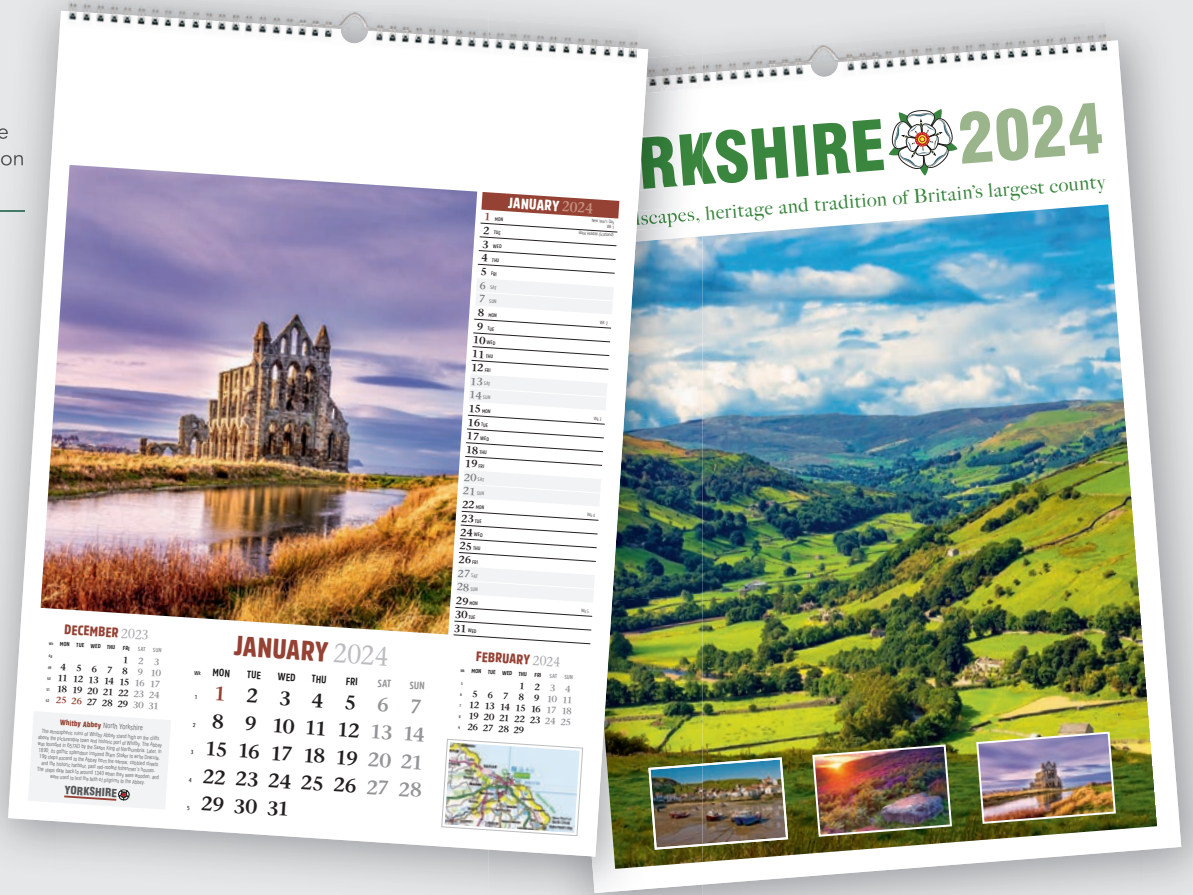 e
on
RKSHIRE 2024
scapes, heritage and tradition of Britain's largest county
JANUARY 2024
1 MON
2 TUE
3 WED
4 THU
5 FRI
6 SAT
7 SUN
8 MON
9 TUE
10 WED
11 THU
12 FRI
13 SAT
14 SUN
15 MON
16 TUE
17 WED
18 THU
19 FRI
20 SAT
21 SUN
22 MON
23 TUE
24 WED
25 THU
26 FRI
27 SAT
28 SUN
29 MON
30 TUE
31 WED
DECEMBER 2023
MON TUE WED THU FRI SAT SUN
1 2 3
4 5 6 7 8 9 10
11 12 13 14 15 16 17
18 19 20 21 22 23 24
25 26 27 28 29 30 31
Whitby Abbey North Yorkshire
YORKSHIRE
JANUARY 2024
Wk MON TUE WED THU FRI SAT SUN
1 1 2 3 4 5 6 7
2 8 9 10 11 12 13 14
3 15 16 17 18 19 20 21
4 22 23 24 25 26 27 28
5 29 30 31
FEBRUARY 2024
MON TUE WED THU FRI SAT SUN
1 2 3 4
5 6 7 8 9 10 11
12 13 14 15 16 17 18
19 20 21 22 23 24 25
26 27 28 29